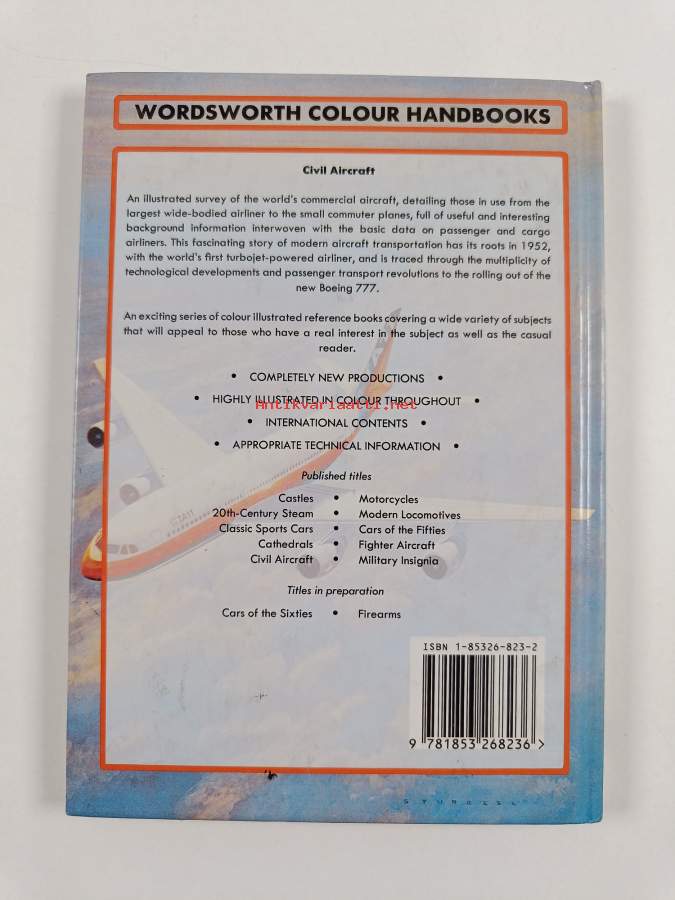 WORDSWORTH COLOUR HANDBOOKS
Civil Aircraft
An illustrated survey of the world's commercial aircraft, detailing those in use from the
largest wide-bodied airliner to the small commuter planes, full of useful and interesting
background information interwoven with the basic data on passenger and cargo
airliners. This fascinating story of modern aircraft transportation has its roots in 1952,
with the world's first turbojet-powered airliner, and is traced through the multiplicity of
technological developments and passenger transport revolutions to the rolling out of the
new Boeing 777.
An exciting series of colour illustrated reference books covering a wide variety of subjects
that will appeal to those who have a real interest in the subject as well as the casual
reader.
• COMPLETELY NEW PRODUCTIONS •
• HIGHLY ILLUSTRATED IN COLOUR THROUGHOUT •
Antikvariaatti.net
• INTERNATIONAL CONTENTS •
• APPROPRIATE TECHNICAL INFORMATION •
Published titles
Castles • Motorcycles
20th-Century Steam • Modern Locomotives
Classic Sports Cars • Cars of the Fifties
Cathedrals • Fighter Aircraft
Civil Aircraft • Military Insignia
Titles in preparation
Cars of the Sixties • Firearms
ISBN 1-85326-823-2
9 781853 268236 >